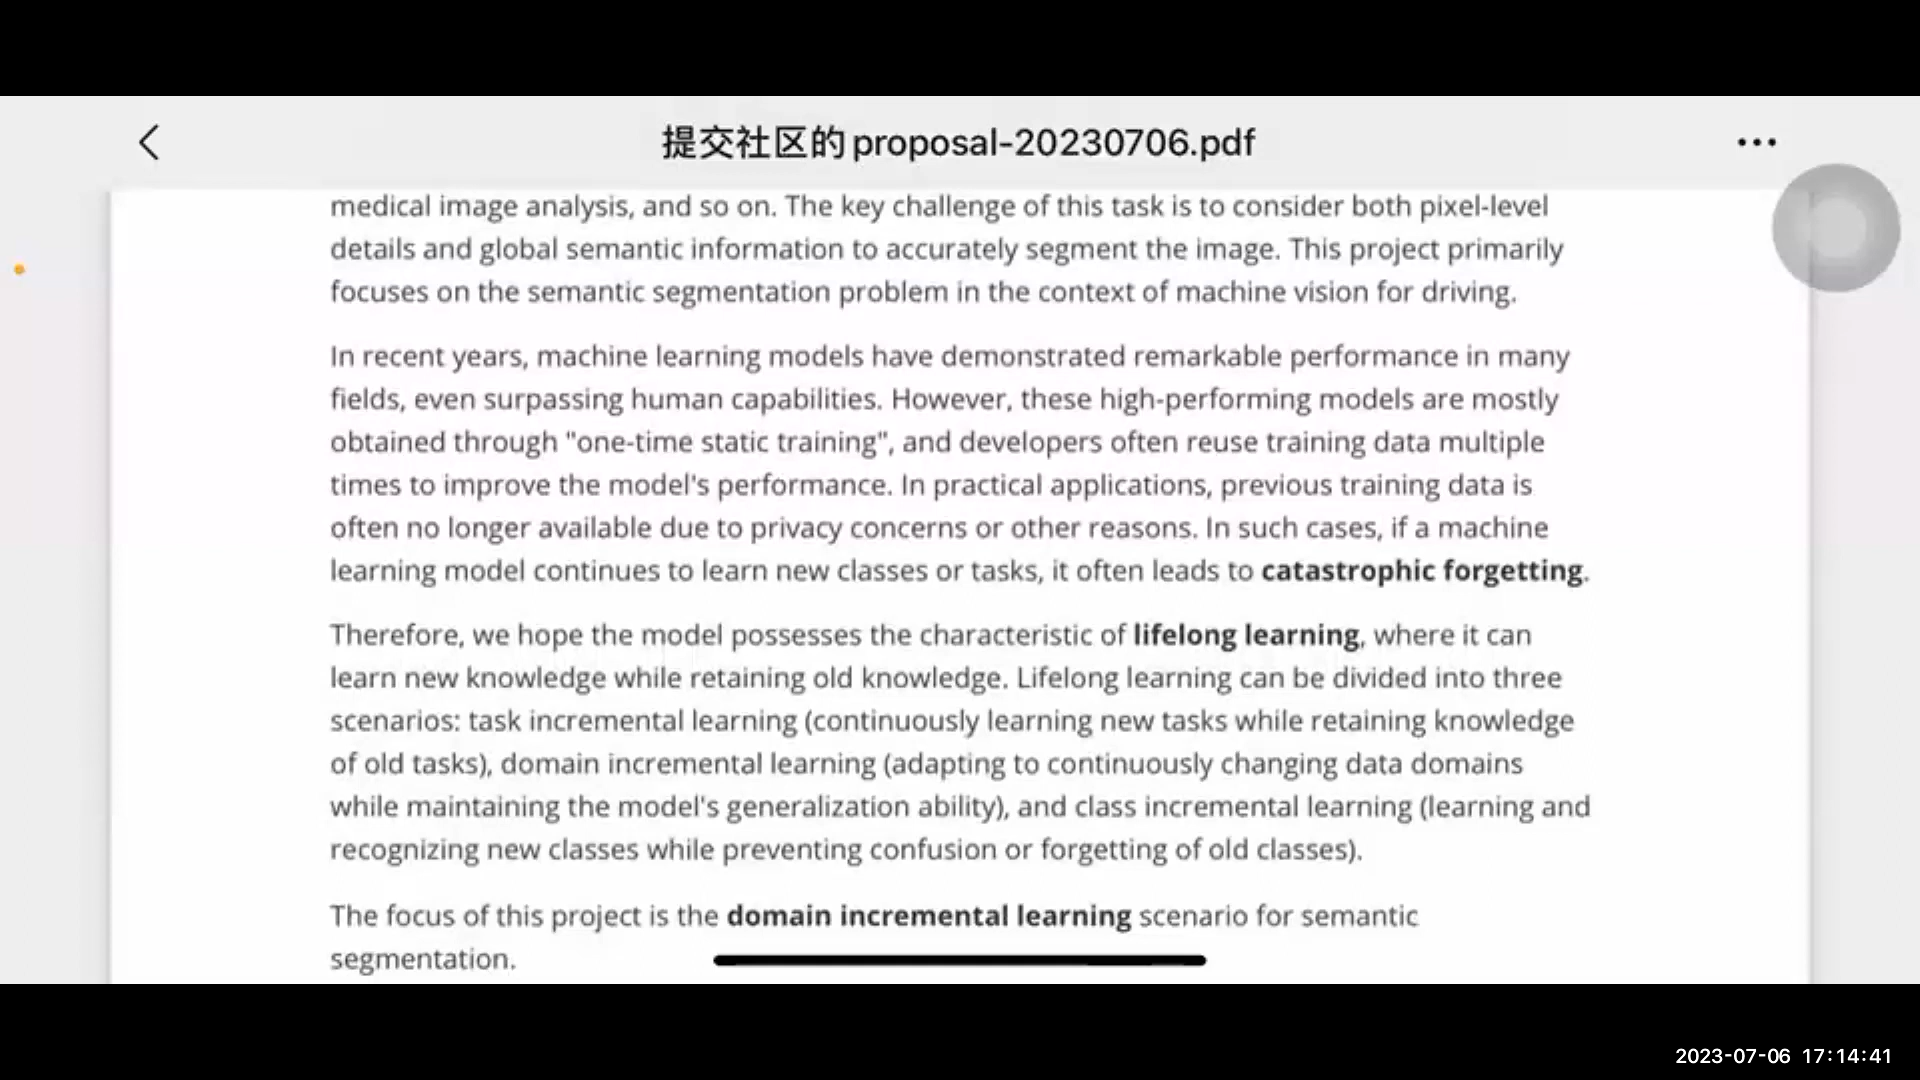 提交社区的proposal-20230706.pdf
medical image analysis, and so on. The key challenge of this task is to consider both pixel-level
details and global semantic information to accurately segment the image. This project primarily
focuses on the semantic segmentation problem in the context of machine vision for driving.
In recent years, machine learning models have demonstrated remarkable performance in many
fields, even surpassing human capabilities. However, these high-performing models are mostly
obtained through "one-time static training", and developers often reuse training data multiple
times to improve the model's performance. In practical applications, previous training data is
often no longer available due to privacy concerns or other reasons. In such cases, if a machine
learning model continues to learn new classes or tasks, it often leads to catastrophic forgetting.
Therefore, we hope the model possesses the characteristic of lifelong learning, where it can
learn new knowledge while retaining old knowledge. Lifelong learning can be divided into three
scenarios: task incremental learning (continuously learning new tasks while retaining knowledge
of old tasks), domain incremental learning (adapting to continuously changing data domains
while maintaining the model's generalization ability), and class incremental learning (learning and
recognizing new classes while preventing confusion or forgetting of old classes).
The focus of this project is the domain incremental learning scenario for semantic
segmentation.
2023-07-06 17:14:41